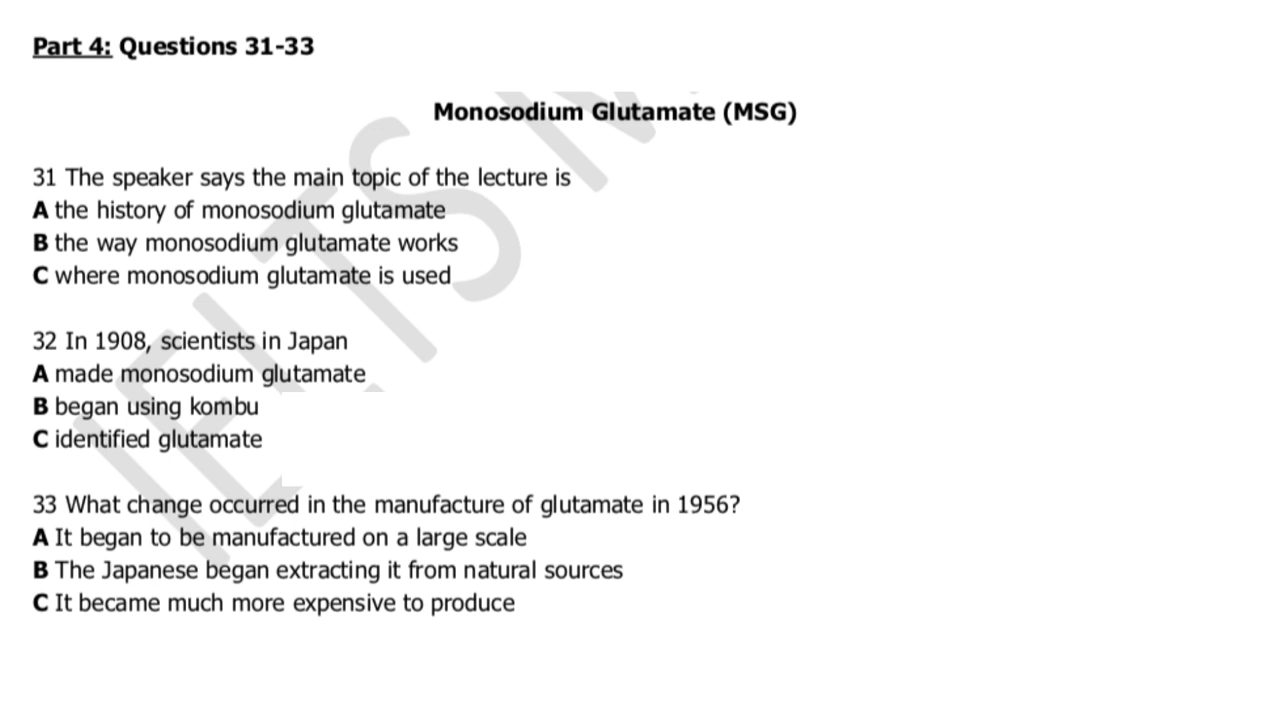 Part 4: Questions 31-33
Monosodium Glutamate (MSG)
31 The speaker says the main topic of the lecture is
A the history of monosodium glutamate
B the way monosodium glutamate works
C where monosodium glutamate is used
32 In 1908, scientists in Japan
A made monosodium glutamate
B began using kombu
C identified glutamate
33 What change occurred in the manufacture of glutamate in 1956?
A It began to be manufactured on a large scale
B The Japanese began extracting it from natural sources
C It became much more expensive to produce
IELTS